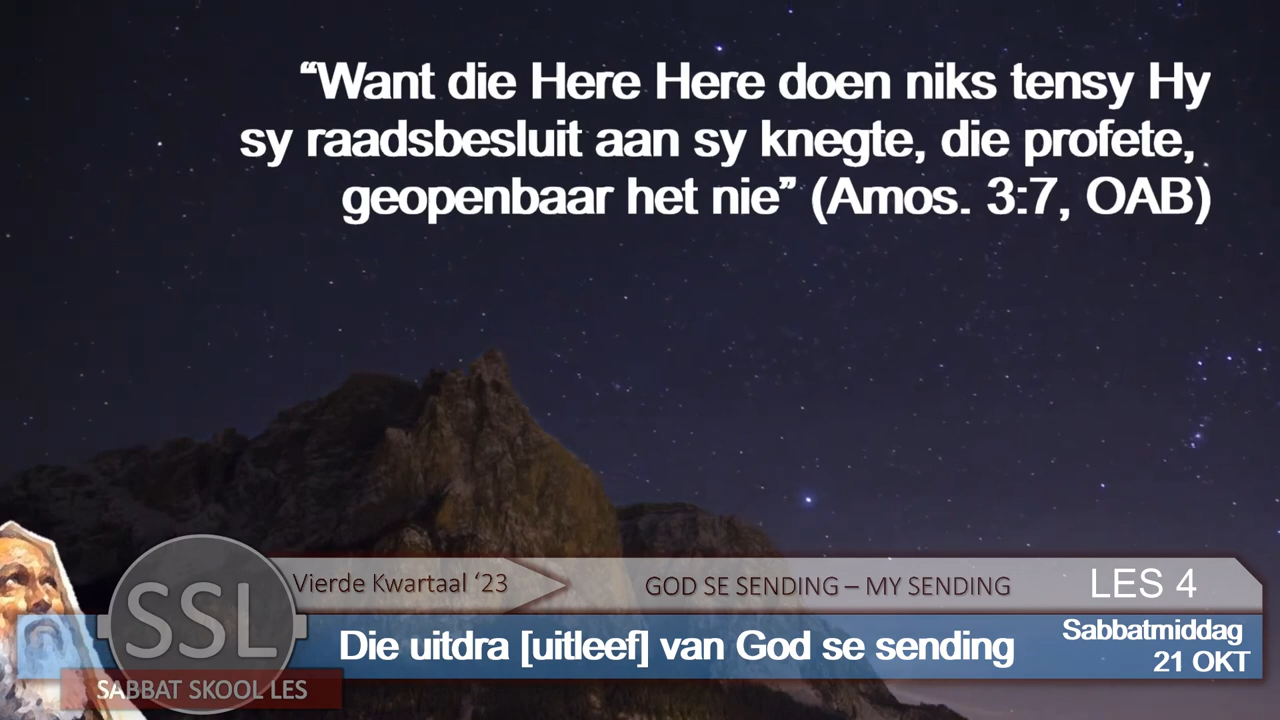 “Want die Here Here doen niks tensy Hy
sy raadsbesluit aan sy knegte, die profete,
geopenbaar het nie” (Amos. 3:7, OAB)
Vierde Kwartaal ‘23
GOD SE SENDING – MY SENDING
LES 4
SSL
Die uitdra [uitleef] van God se sending
Sabbatmiddag
21 OKT
SABBAT SKOOL LES